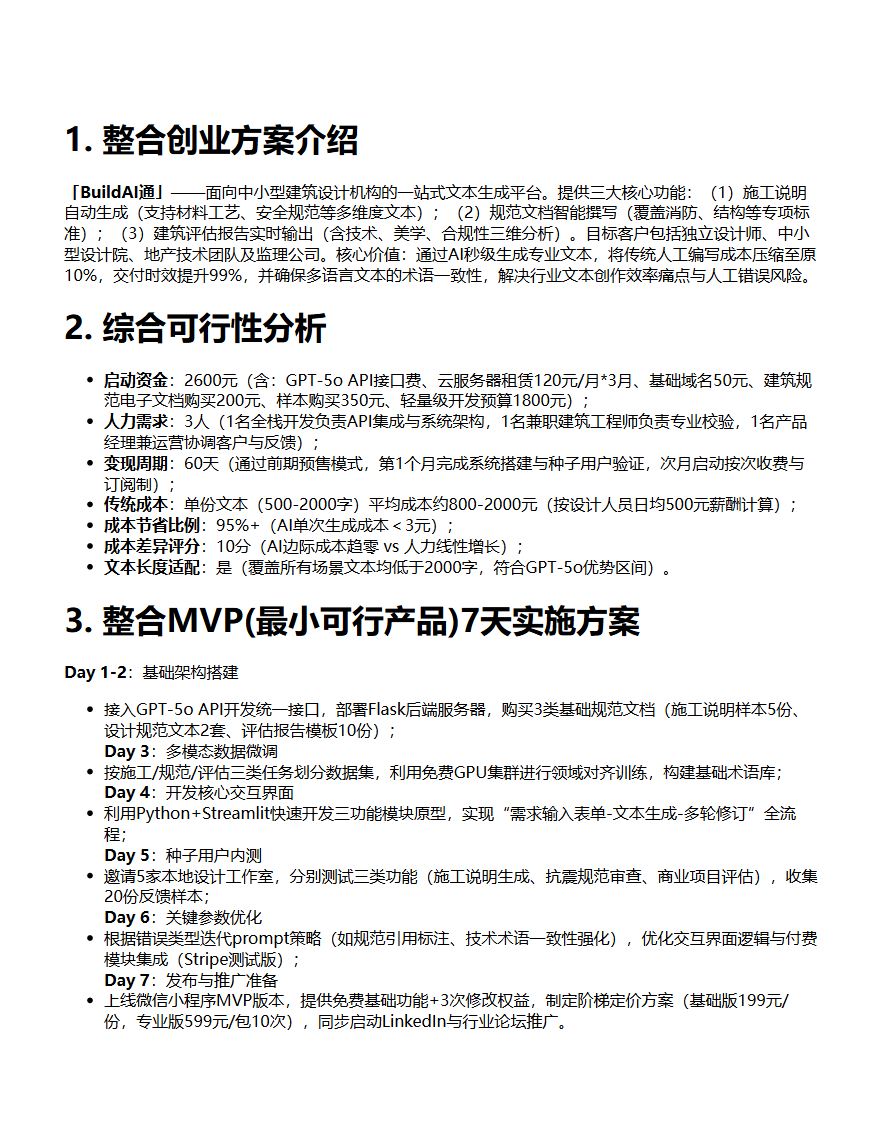 1. 整合创业方案介绍
「BuildAI通」——面向中小型建筑设计机构的一站式文本生成平台。提供三大核心功能：（1）施工说明
自动生成（支持材料工艺、安全规范等多维度文本）；（2）规范文档智能撰写（覆盖消防、结构等专项标
准）；（3）建筑评估报告实时输出（含技术、美学、合规性三维分析）。目标客户包括独立设计师、中小
型设计院、地产技术团队及监理公司。核心价值：通过AI秒级生成专业文本，将传统人工编写成本压缩至原
10%，交付时效提升99%，并确保多语言文本的术语一致性，解决行业文本创作效率痛点与人工错误风险。
2. 综合可行性分析
• 启动资金：2600元（含：GPT-5o API接口费、云服务器租赁120元/月*3月、基础域名50元、建筑规
范电子文档购买200元、样本购买350元、轻量级开发预算1800元）；
• 人力需求：3人（1名全栈开发负责API集成与系统架构，1名兼职建筑工程师负责专业校验，1名产品
经理兼运营协调客户与反馈）；
• 变现周期：60天（通过前期预售模式，第1个月完成系统搭建与种子用户验证，次月启动按次收费与
订阅制）；
• 传统成本：单份文本（500-2000字）平均成本约800-2000元（按设计人员日均500元薪酬计算）；
• 成本节省比例：95%+（AI单次生成成本＜3元）；
• 成本差异评分：10分（AI边际成本趋零 vs 人力线性增长）；
• 文本长度适配：是（覆盖所有场景文本均低于2000字，符合GPT-5o优势区间）。
3. 整合MVP(最小可行产品)7天实施方案
Day 1-2：基础架构搭建
• 接入GPT-5o API开发统一接口，部署Flask后端服务器，购买3类基础规范文档（施工说明样本5份、
设计规范文本2套、评估报告模板10份）；
Day 3：多模态数据微调
• 按施工/规范/评估三类任务划分数据集，利用免费GPU集群进行领域对齐训练，构建基础术语库；
Day 4：开发核心交互界面
• 利用Python+Streamlit快速开发三功能模块原型，实现“需求输入表单-文本生成-多轮修订”全流
程；
Day 5：种子用户内测
• 邀请5家本地设计工作室，分别测试三类功能（施工说明生成、抗震规范审查、商业项目评估），收集
20份反馈样本；
Day 6：关键参数优化
• 根据错误类型迭代prompt策略（如规范引用标注、技术术语一致性强化），优化交互界面逻辑与付费
模块集成（Stripe测试版）；
Day 7：发布与推广准备
• 上线微信小程序MVP版本，提供免费基础功能+3次修改权益，制定阶梯定价方案（基础版199元/
份，专业版599元/包10次），同步启动LinkedIn与行业论坛推广。